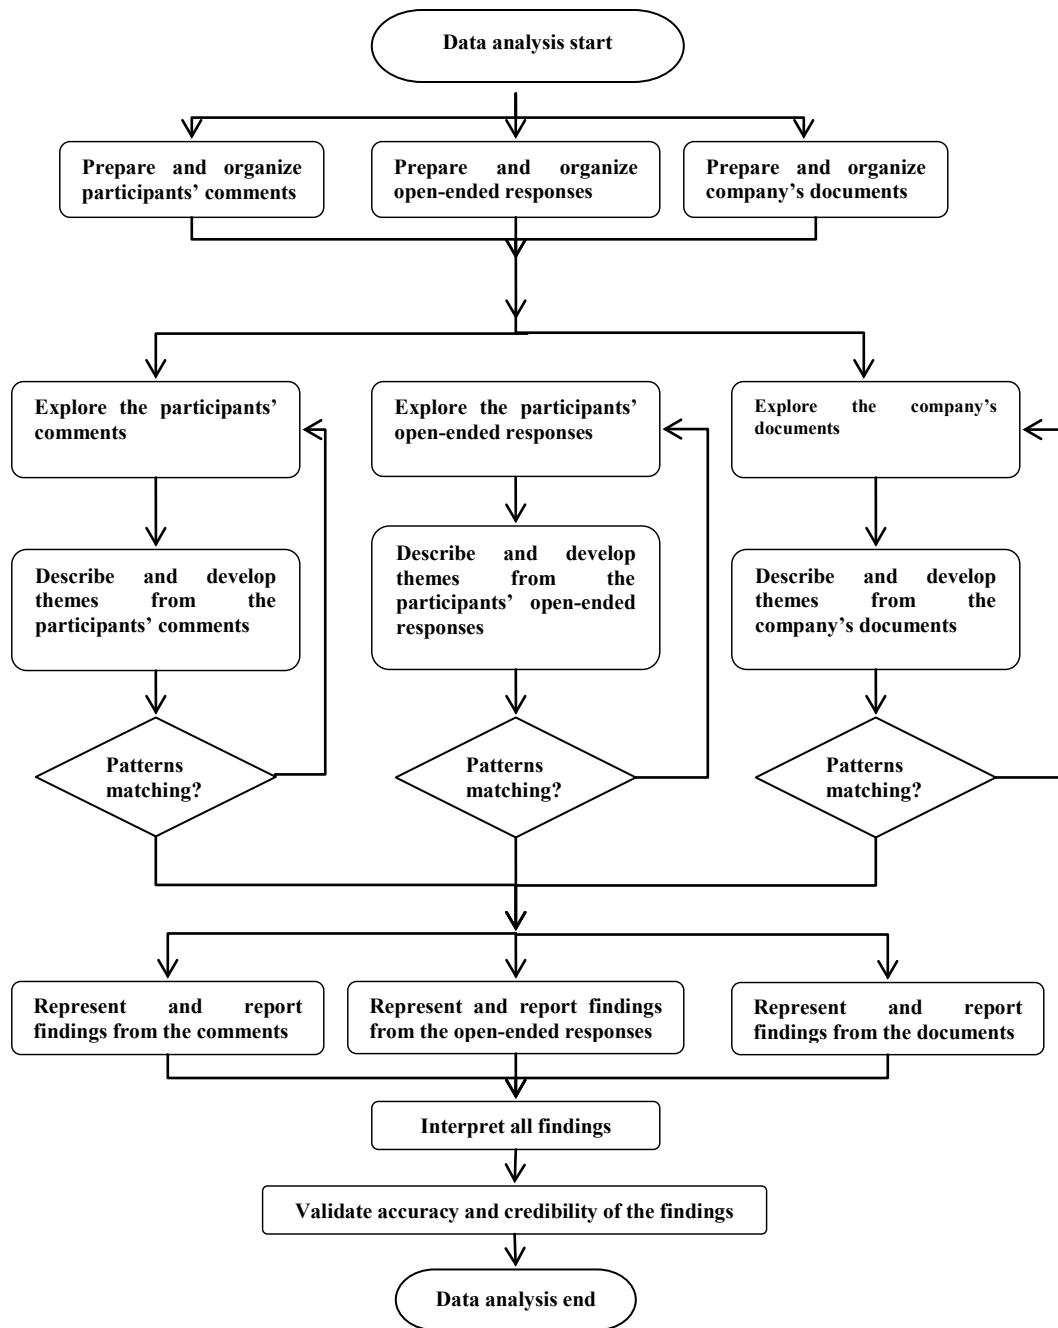 Data analysis start
Prepare and organize
participants’ comments
Prepare and organize
open-ended responses
Prepare and organize
company’s documents
Explore the participants’
comments
Explore the participants’
open-ended responses
Explore the company’s
documents
Describe and develop
themes from the
participants’ comments
Describe and develop
themes from the
participants’ open-ended
responses
Describe and develop
themes from the
company’s documents
Patterns
matching?
Patterns
matching?
Patterns
matching?
Represent and report
findings from the comments
Represent and report findings
from the open-ended responses
Represent and report
findings from the documents
Interpret all findings
Validate accuracy and credibility of the findings
Data analysis end